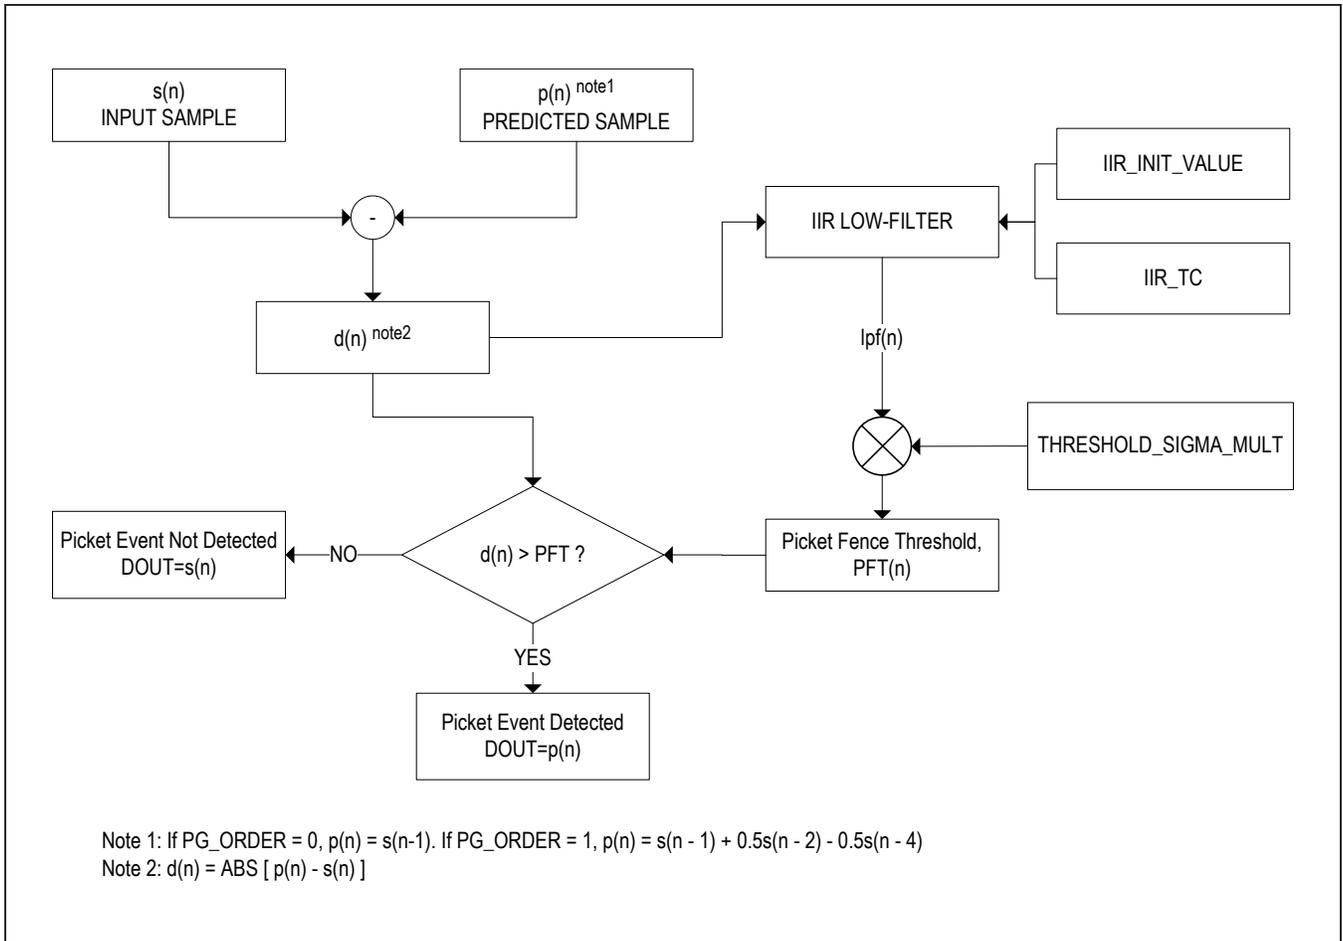 s(n)
INPUT SAMPLE
p(n) note1
PREDICTED SAMPLE
IIR_INIT_VALUE
-
IIR LOW-FILTER
IIR_TC
d(n) note2
lpf(n)
THRESHOLD_SIGMA_MULT
Picket Event Not Detected
DOUT=s(n)
NO
d(n) > PFT ?
Picket Fence Threshold,
PFT(n)
YES
Picket Event Detected
DOUT=p(n)
Note 1: If PG_ORDER = 0, p(n) = s(n-1). If PG_ORDER = 1, p(n) = s(n - 1) + 0.5s(n - 2) - 0.5s(n - 4)
Note 2: d(n) = ABS [ p(n) - s(n) ]